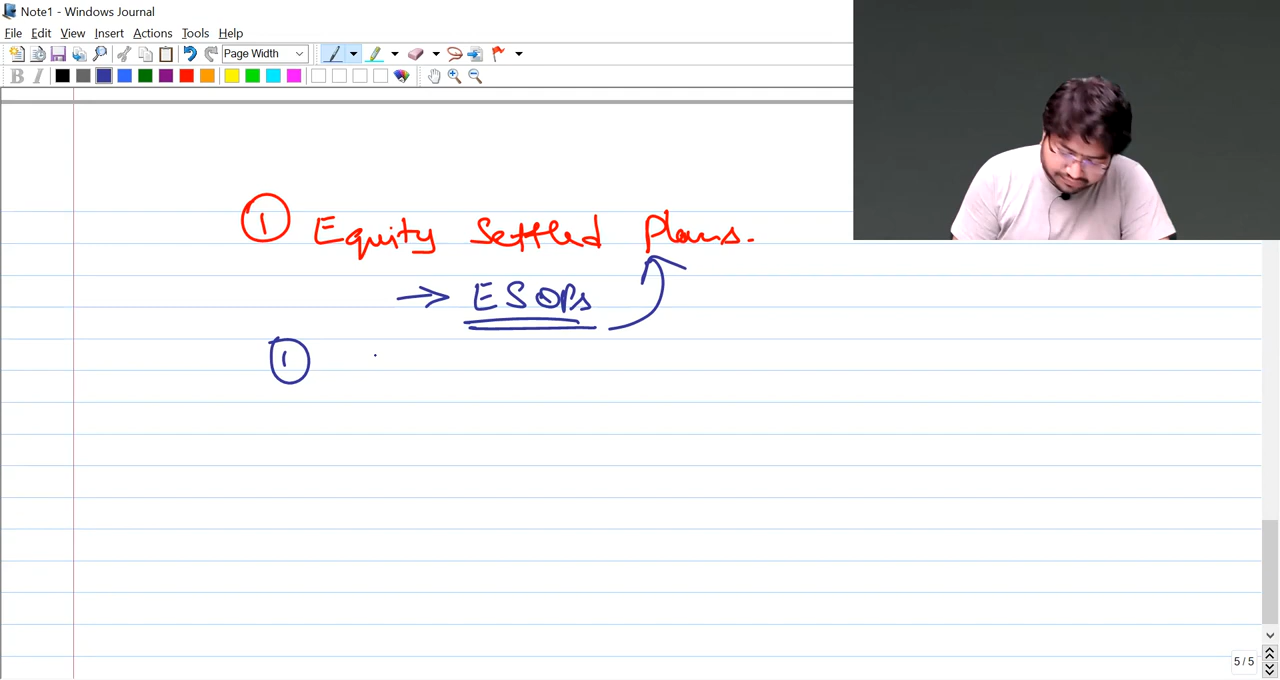 Note1 - Windows Journal
File Edit View Insert Actions Tools Help
Page Width
B I
① Equity Settled Plans.
→ ESOPs
①
5 / 5